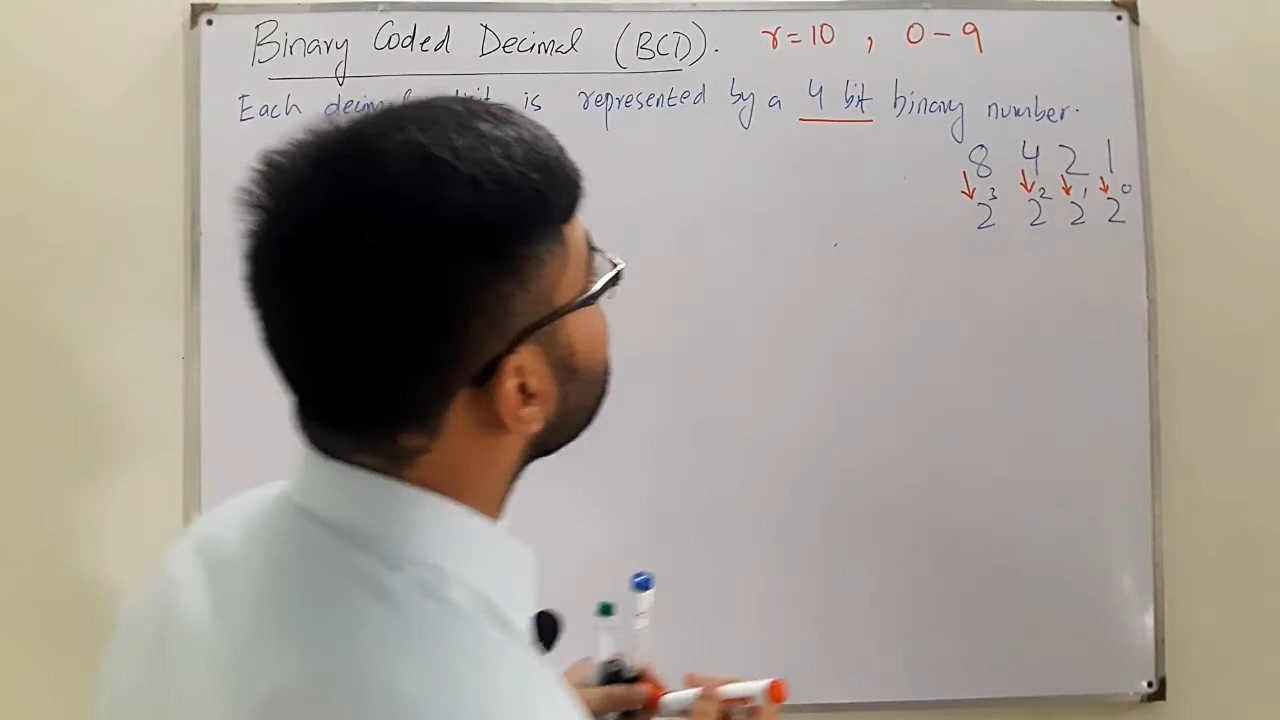 Binary Coded Decimal (BCD). r=10 , 0-9
Each is represented by a 4 bit binary number.
8 4 2 1
2³ 2² 2¹ 2⁰